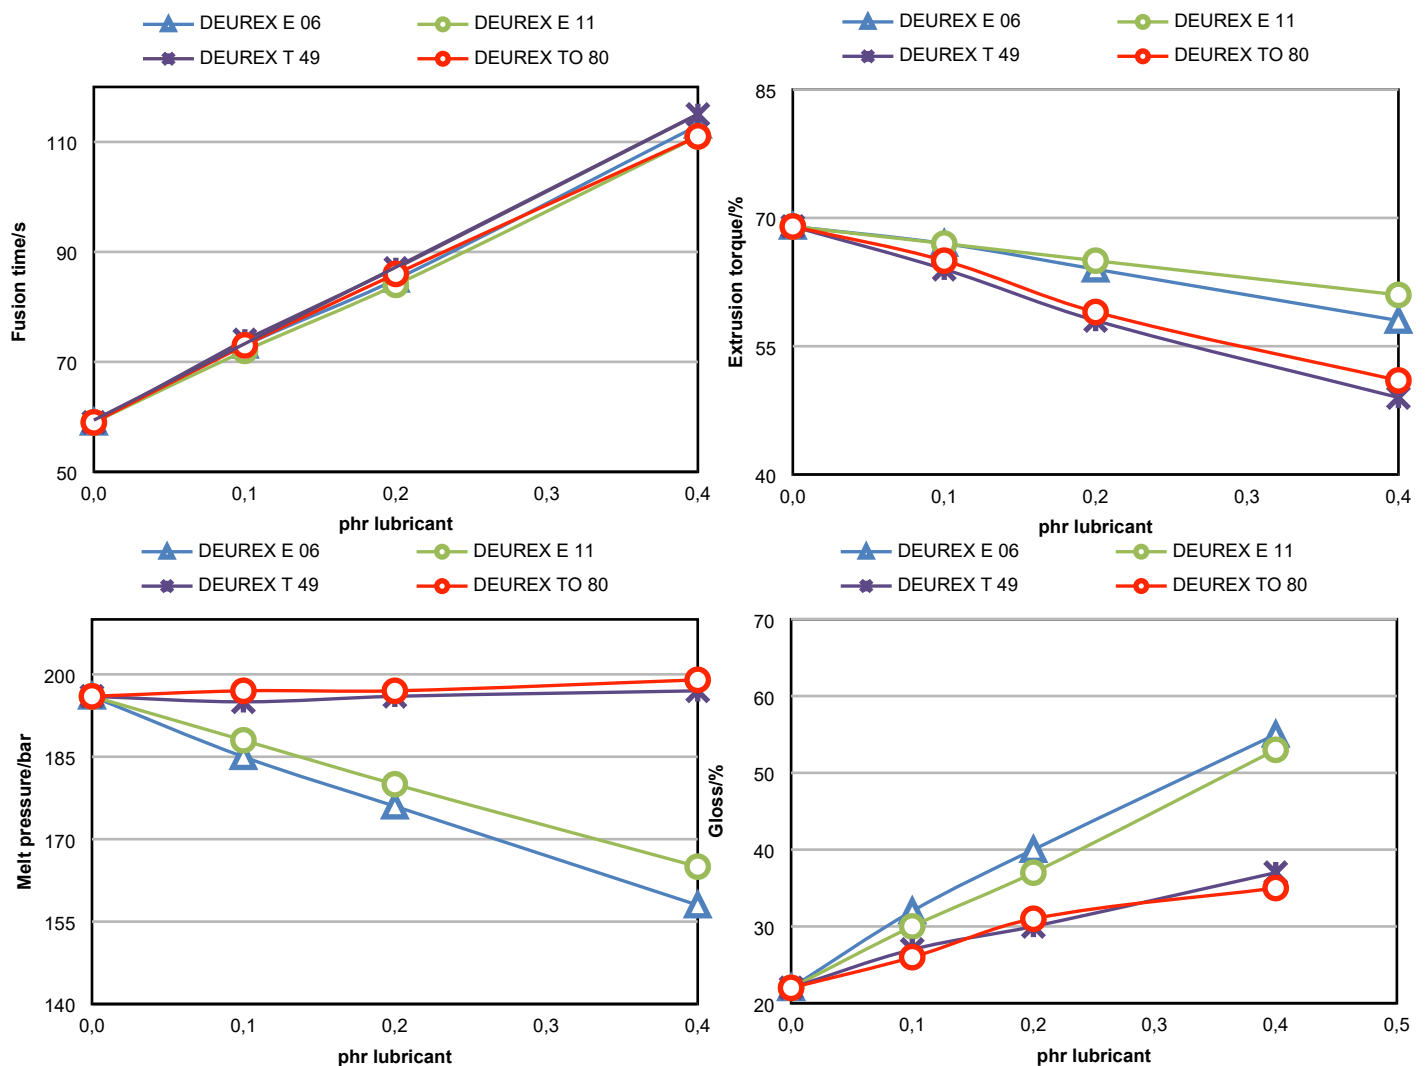 DEUREX E 06 DEUREX E 11
DEUREX T 49 DEUREX TO 80
Fusion time/s
110
90
70
50
0,0 0,1 0,2 0,3 0,4
phr lubricant
DEUREX E 06 DEUREX E 11
DEUREX T 49 DEUREX TO 80
Extrusion torque/%
85
70
55
40
0,0 0,1 0,2 0,3 0,4
phr lubricant
DEUREX E 06 DEUREX E 11
DEUREX T 49 DEUREX TO 80
Melt pressure/bar
200
185
170
155
140
0,0 0,1 0,2 0,3 0,4
phr lubricant
DEUREX E 06 DEUREX E 11
DEUREX T 49 DEUREX TO 80
Gloss/%
70
60
50
40
30
20
0,0 0,1 0,2 0,3 0,4 0,5
phr lubricant